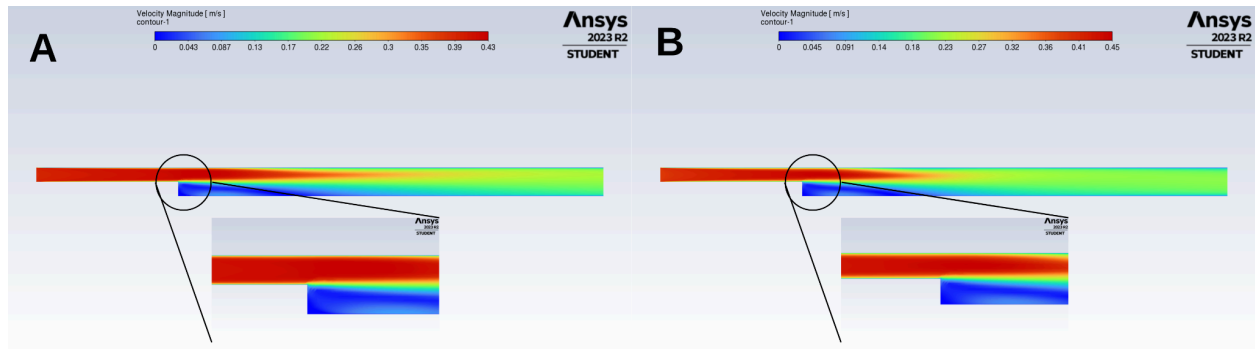 A
Velocity Magnitude [ m/s ]
contour-1
0 0.043 0.087 0.13 0.17 0.22 0.26 0.3 0.35 0.39 0.43
Ansys
2023 R2
STUDENT
Ansys
2023 R2
STUDENT
B
Velocity Magnitude [ m/s ]
contour-1
0 0.045 0.091 0.14 0.18 0.23 0.27 0.32 0.36 0.41 0.45
Ansys
2023 R2
STUDENT
Ansys
2023 R2
STUDENT